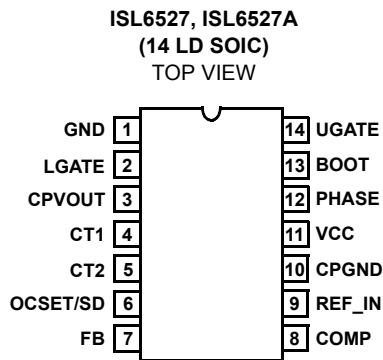 ISL6527, ISL6527A
(14 LD SOIC)
TOP VIEW
GND 1 14 UGATE
LGATE 2 13 BOOT
CPVOUT 3 12 PHASE
CT1 4 11 VCC
CT2 5 10 CPGND
OCSET/SD 6 9 REF_IN
FB 7 8 COMP